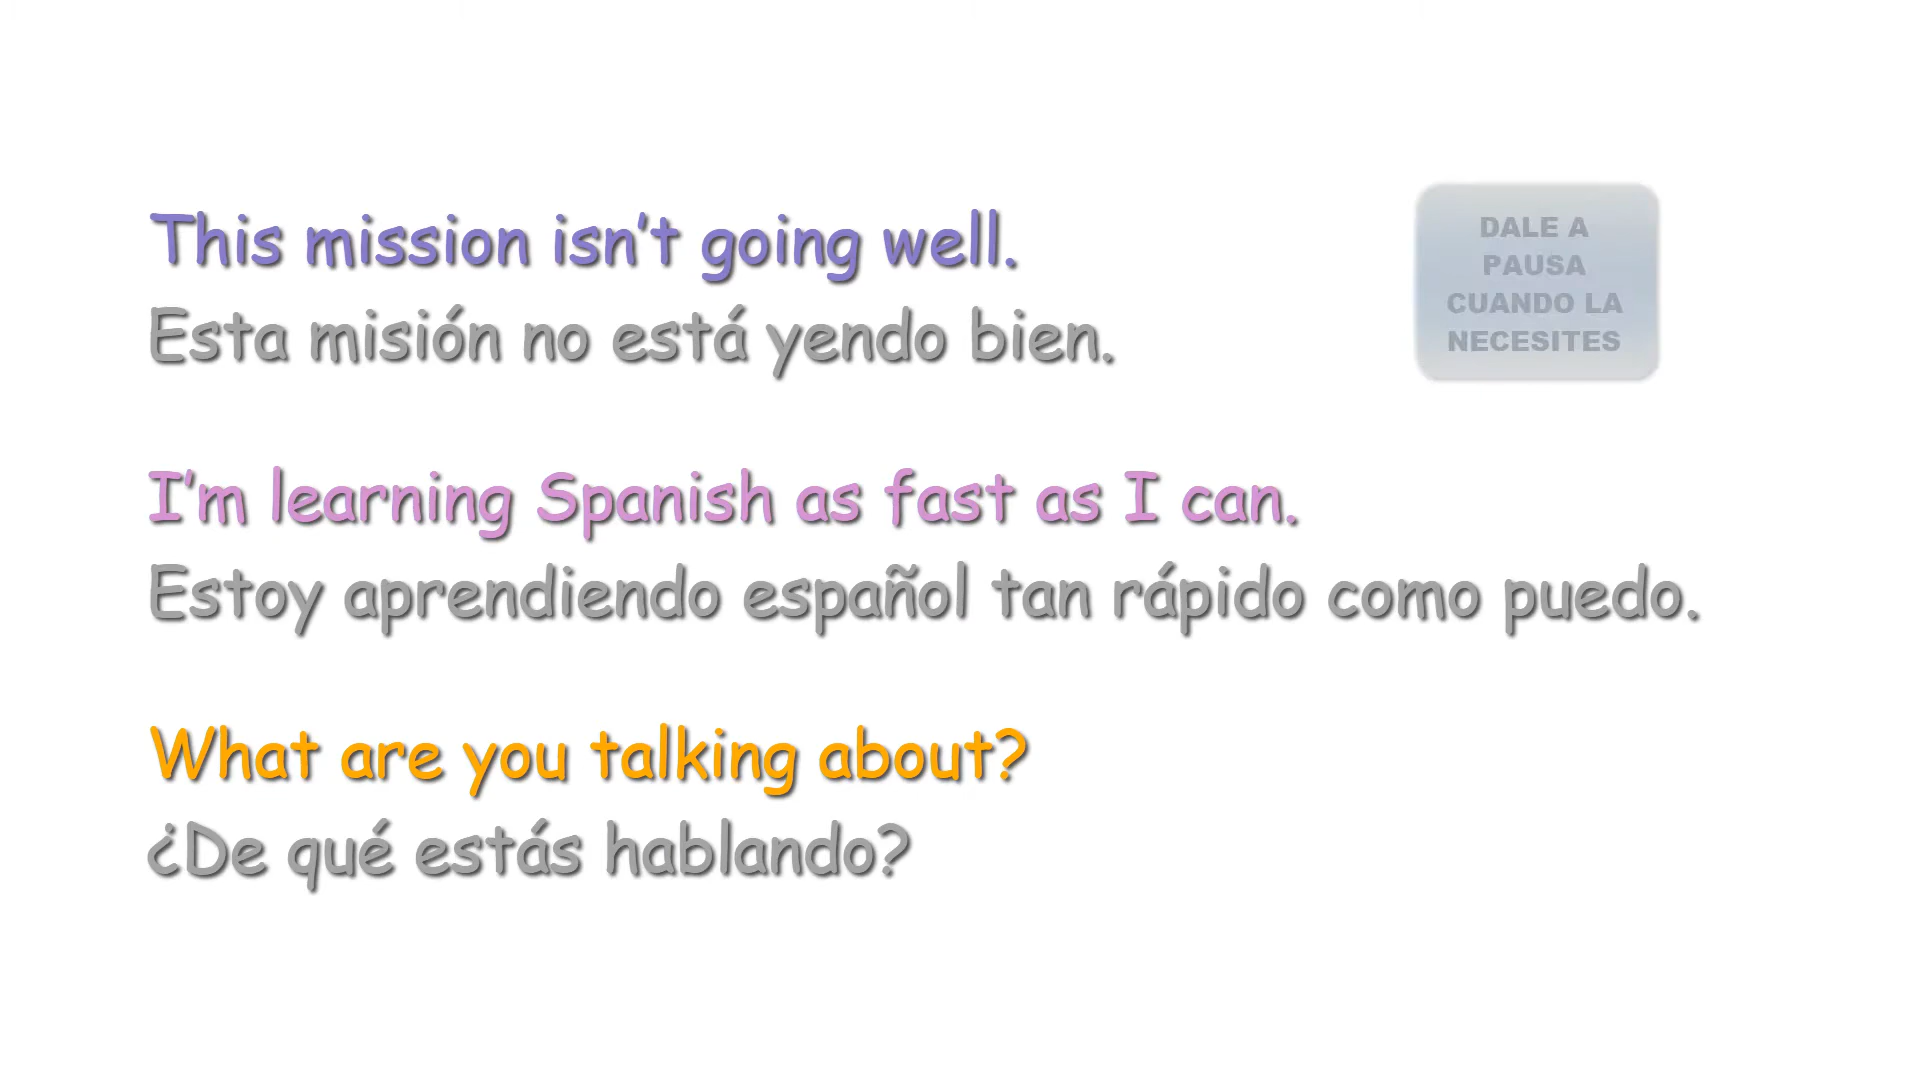 This mission isn’t going well.
Esta misión no está yendo bien.
DALE A
PAUSA
CUANDO LA
NECESITES
I’m learning Spanish as fast as I can.
Estoy aprendiendo español tan rápido como puedo.
What are you talking about?
¿De qué estás hablando?